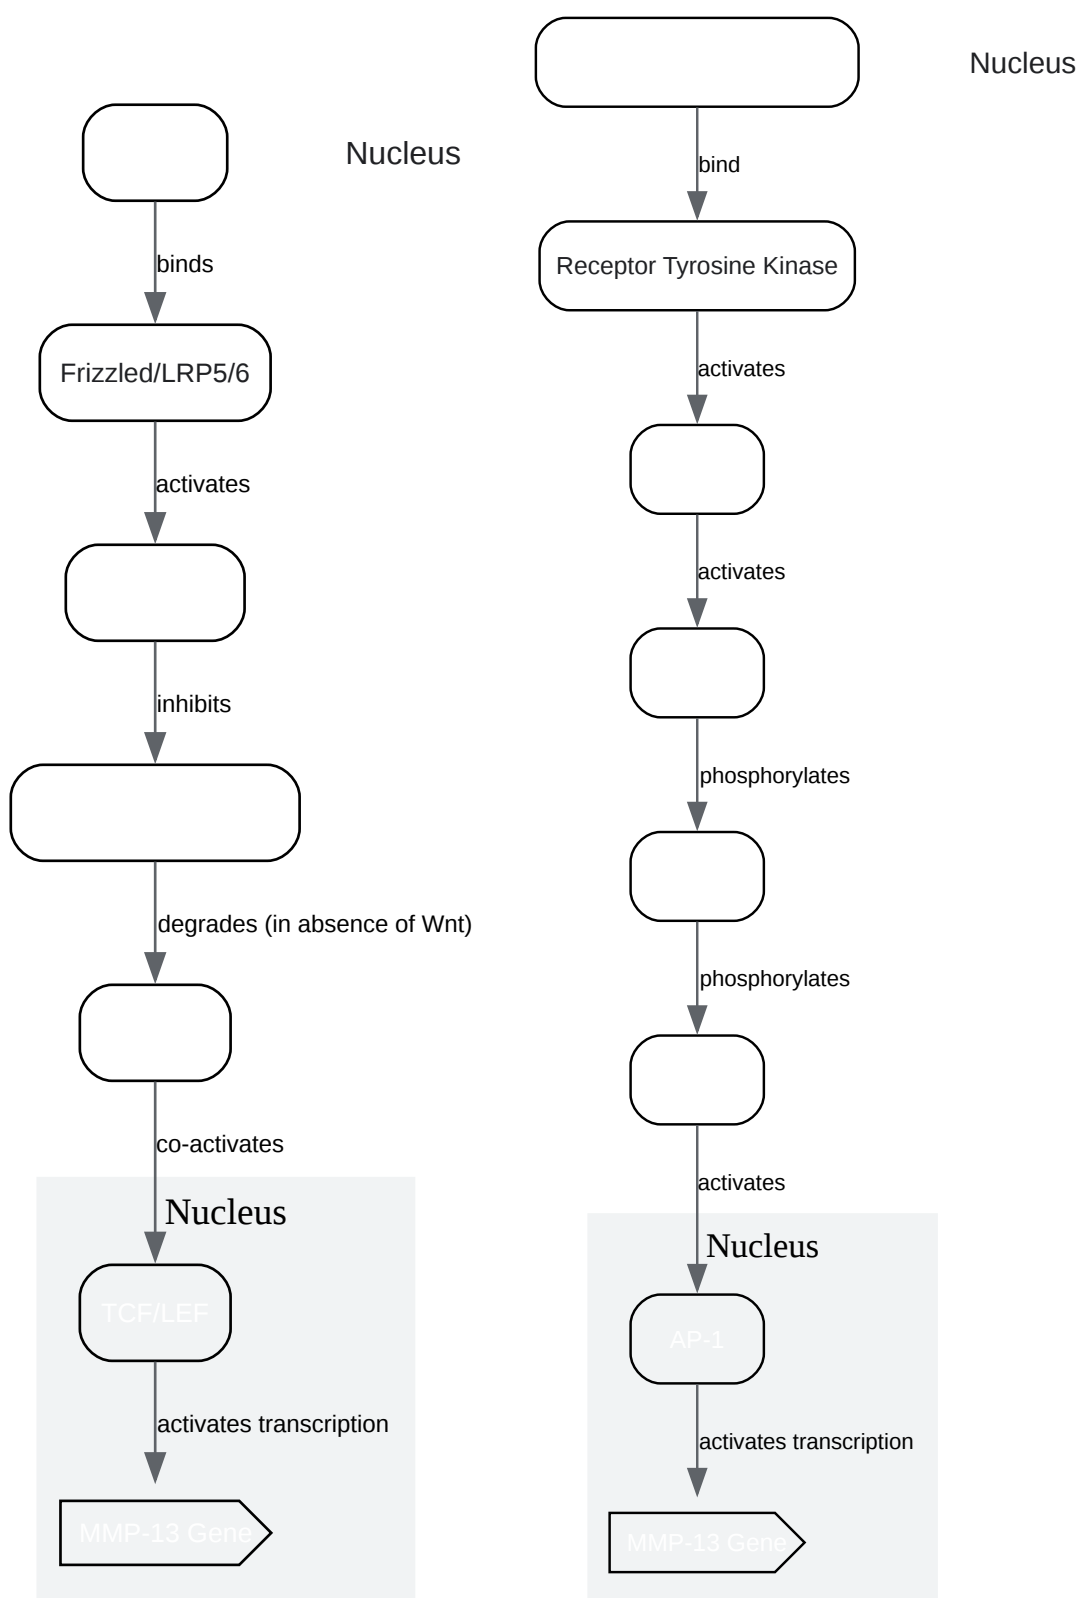 Nucleus
binds
Frizzled/LRP5/6
activates
inhibits
degrades (in absence of Wnt)
co-activates
Nucleus
TCF/LEF
activates transcription
MMP-13 Gene
Nucleus
bind
Receptor Tyrosine Kinase
activates
activates
phosphorylates
phosphorylates
activates
Nucleus
AP-1
activates transcription
MMP-13 Gene